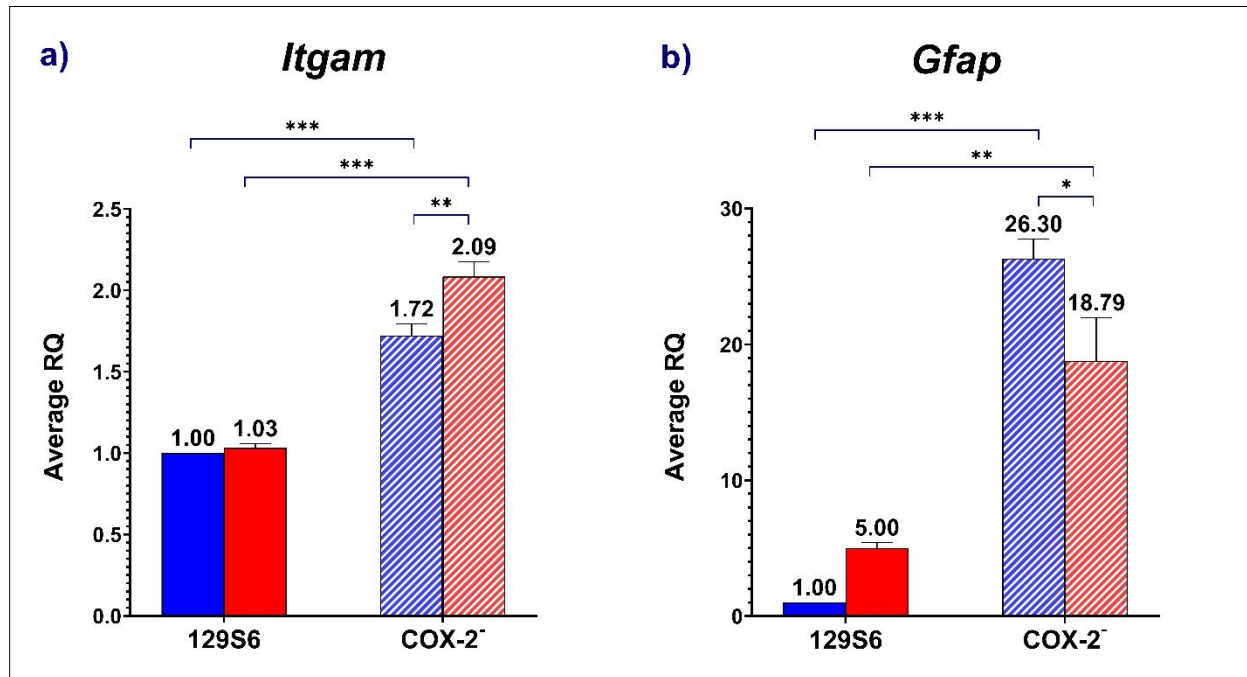 a)
Itgam
***
***
**
2.5
2.0
1.5
1.0
0.5
0.0
Average RQ
1.00
1.03
1.72
2.09
129S6
COX-2⁻
b)
Gfap
***
**
*
30
20
10
0
Average RQ
1.00
5.00
26.30
18.79
129S6
COX-2⁻